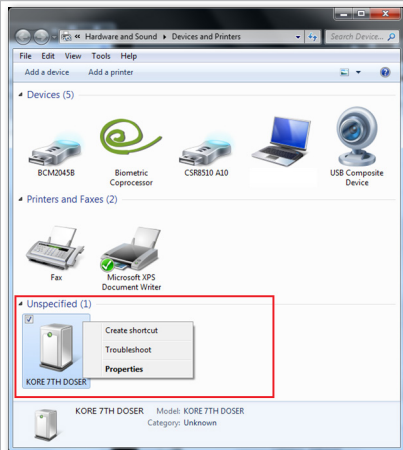 « Hardware and Sound ▸ Devices and Printers
Search Device...
File Edit View Tools Help
Add a device Add a printer
Devices (5)
BCM2045B
Biometric
Coprocessor
CSR8510 A10
USB Composite
Device
Printers and Faxes (2)
Fax
Microsoft XPS
Document Writer
Unspecified (1)
Create shortcut
Troubleshoot
Properties
KORE 7TH DOSER
KORE 7TH DOSER Model: KORE 7TH DOSER
Category: Unknown